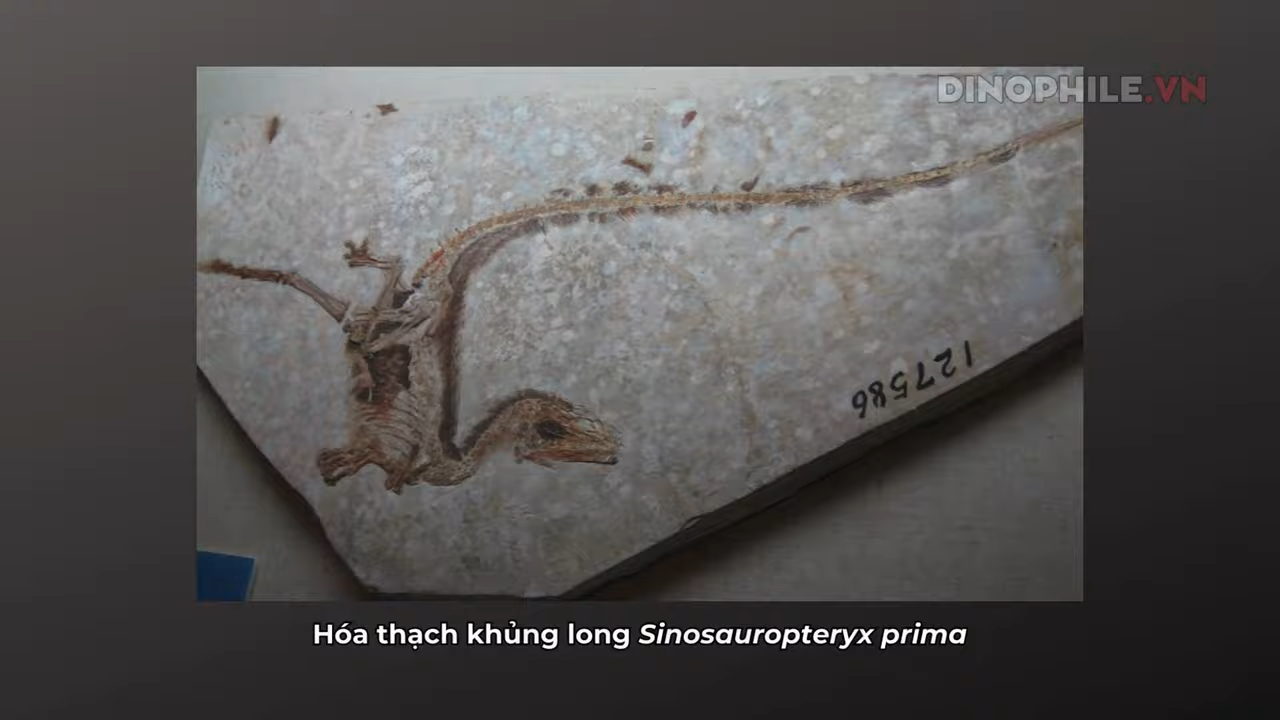 DINOPHILE.VN
127586
Hóa thạch khủng long Sinosauropteryx prima